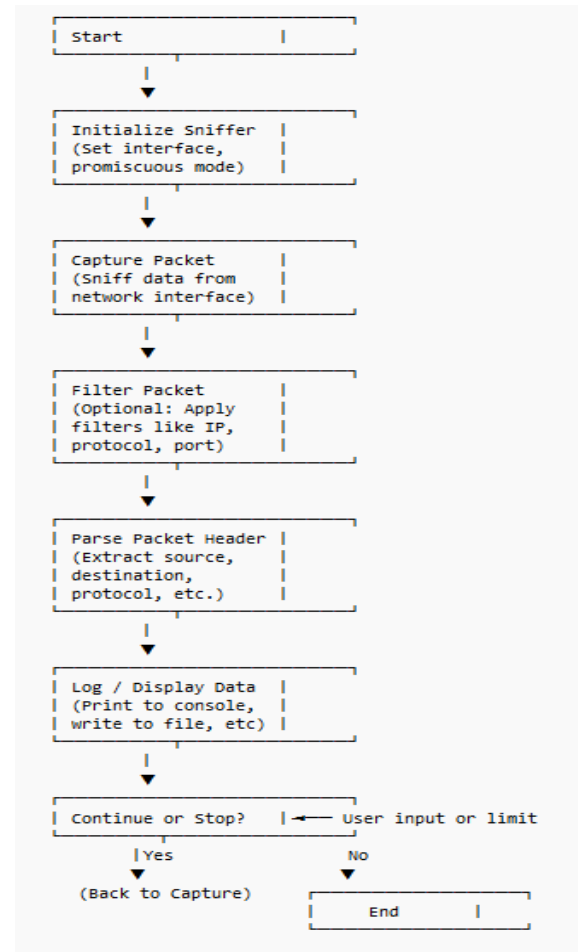 Start
Initialize Sniffer
(Set interface,
promiscuous mode)
Capture Packet
(Sniff data from
network interface)
Filter Packet
(Optional: Apply
filters like IP,
protocol, port)
Parse Packet Header
(Extract source,
destination,
protocol, etc.)
Log / Display Data
(Print to console,
write to file, etc)
Continue or Stop? User input or limit
Yes No
(Back to Capture)
End